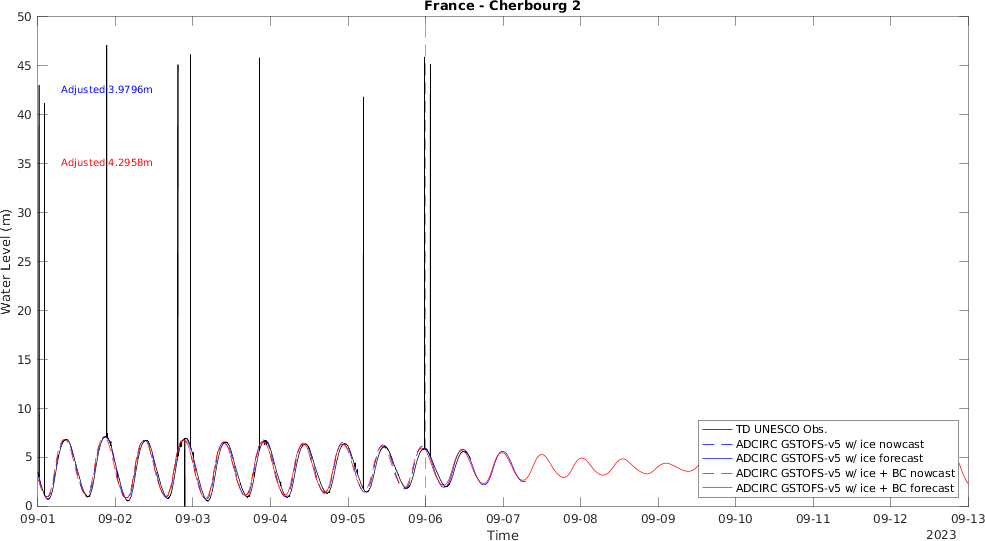 France - Cherbourg 2
50
45
40
35
30
25
20
15
10
5
0
Water Level (m)
Adjusted 3.9796m
Adjusted 4.2958m
TD UNESCO Obs.
ADCIRC GSTOFS-v5 w/ ice nowcast
ADCIRC GSTOFS-v5 w/ ice forecast
ADCIRC GSTOFS-v5 w/ ice + BC nowcast
ADCIRC GSTOFS-v5 w/ ice + BC forecast
09-01 09-02 09-03 09-04 09-05 09-06 09-07 09-08 09-09 09-10 09-11 09-12 09-13
Time
2023